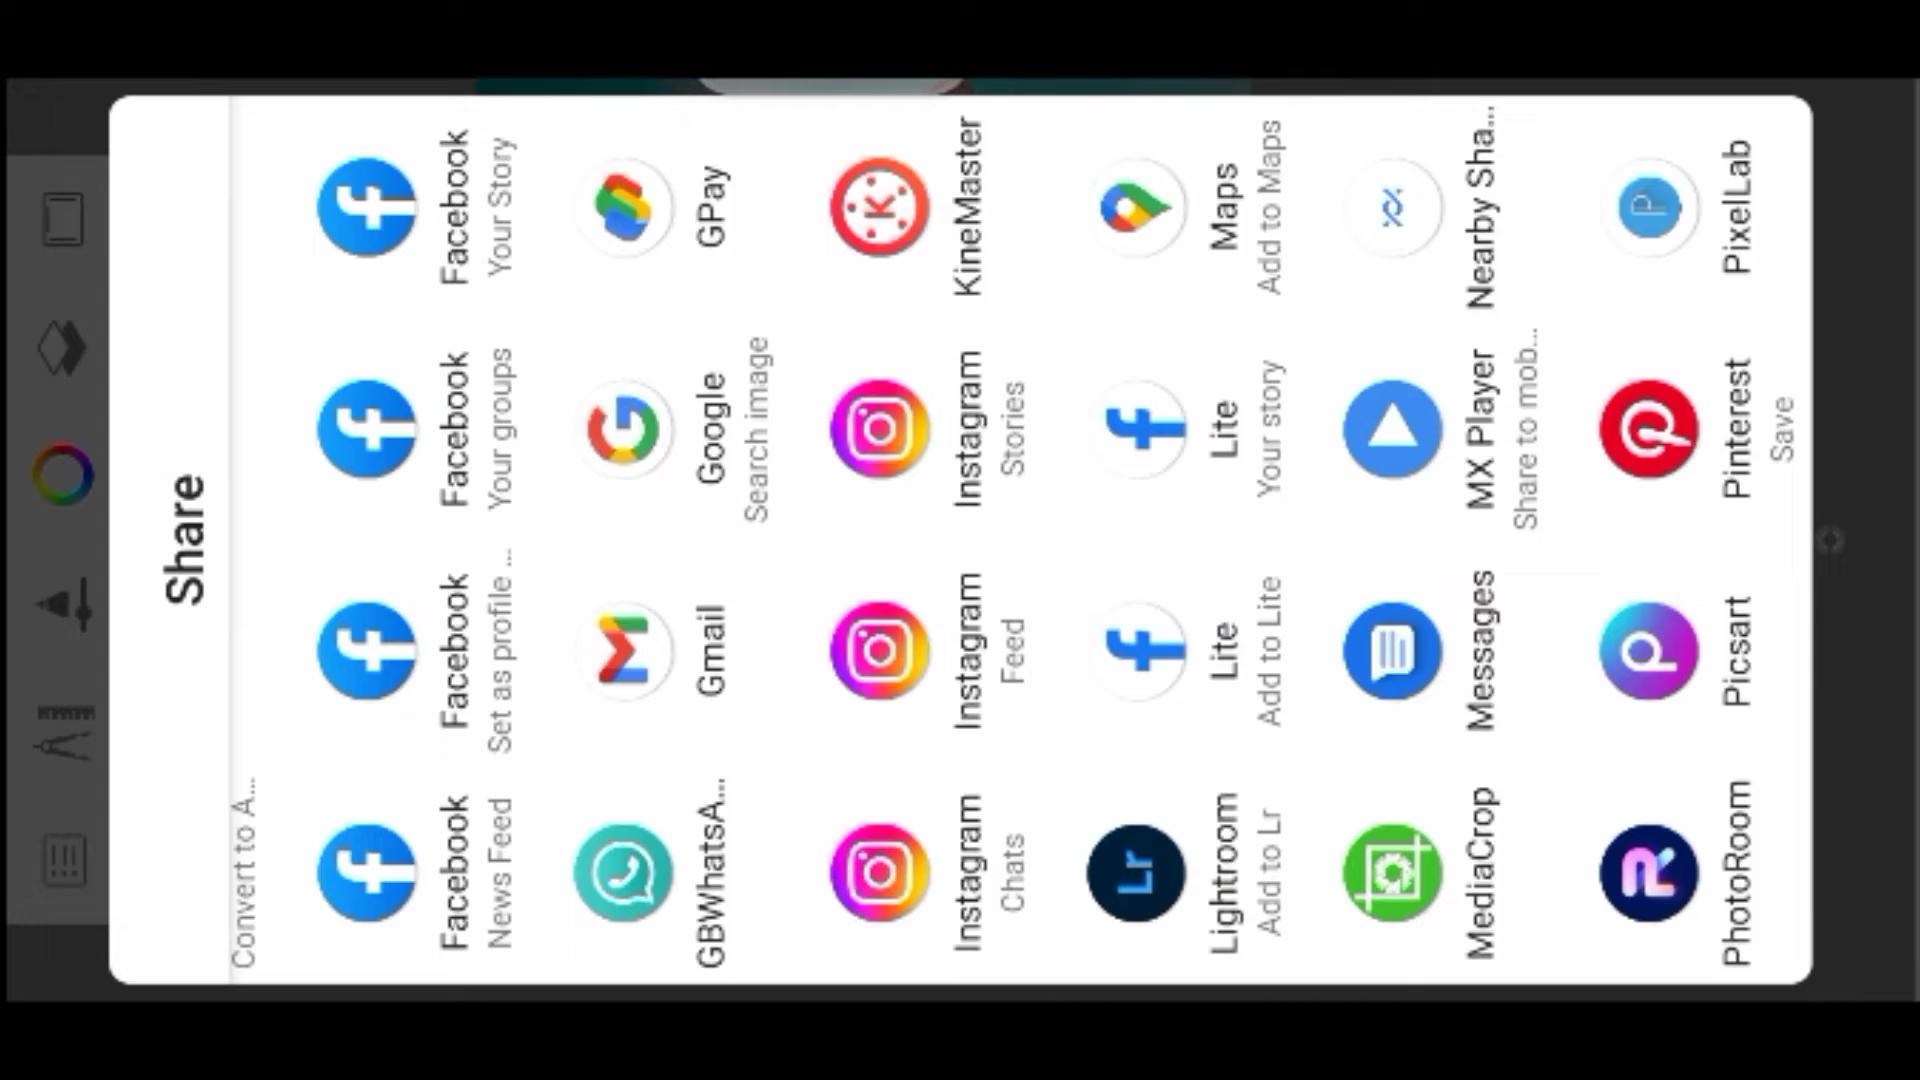 Share
Convert to A...
Facebook
News Feed
Facebook
Set as profile ...
Facebook
Your groups
Facebook
Your Story
GBWhatsA...
Gmail
Google
Search image
GPay
Instagram
Chats
Instagram
Feed
Instagram
Stories
KineMaster
Lr
Lightroom
Add to Lr
Lite
Add to Lite
Lite
Your story
Maps
Add to Maps
MediaCrop
Messages
MX Player
Share to mob...
Nearby Sha...
PhotoRoom
Picsart
Pinterest
Save
PixelLab